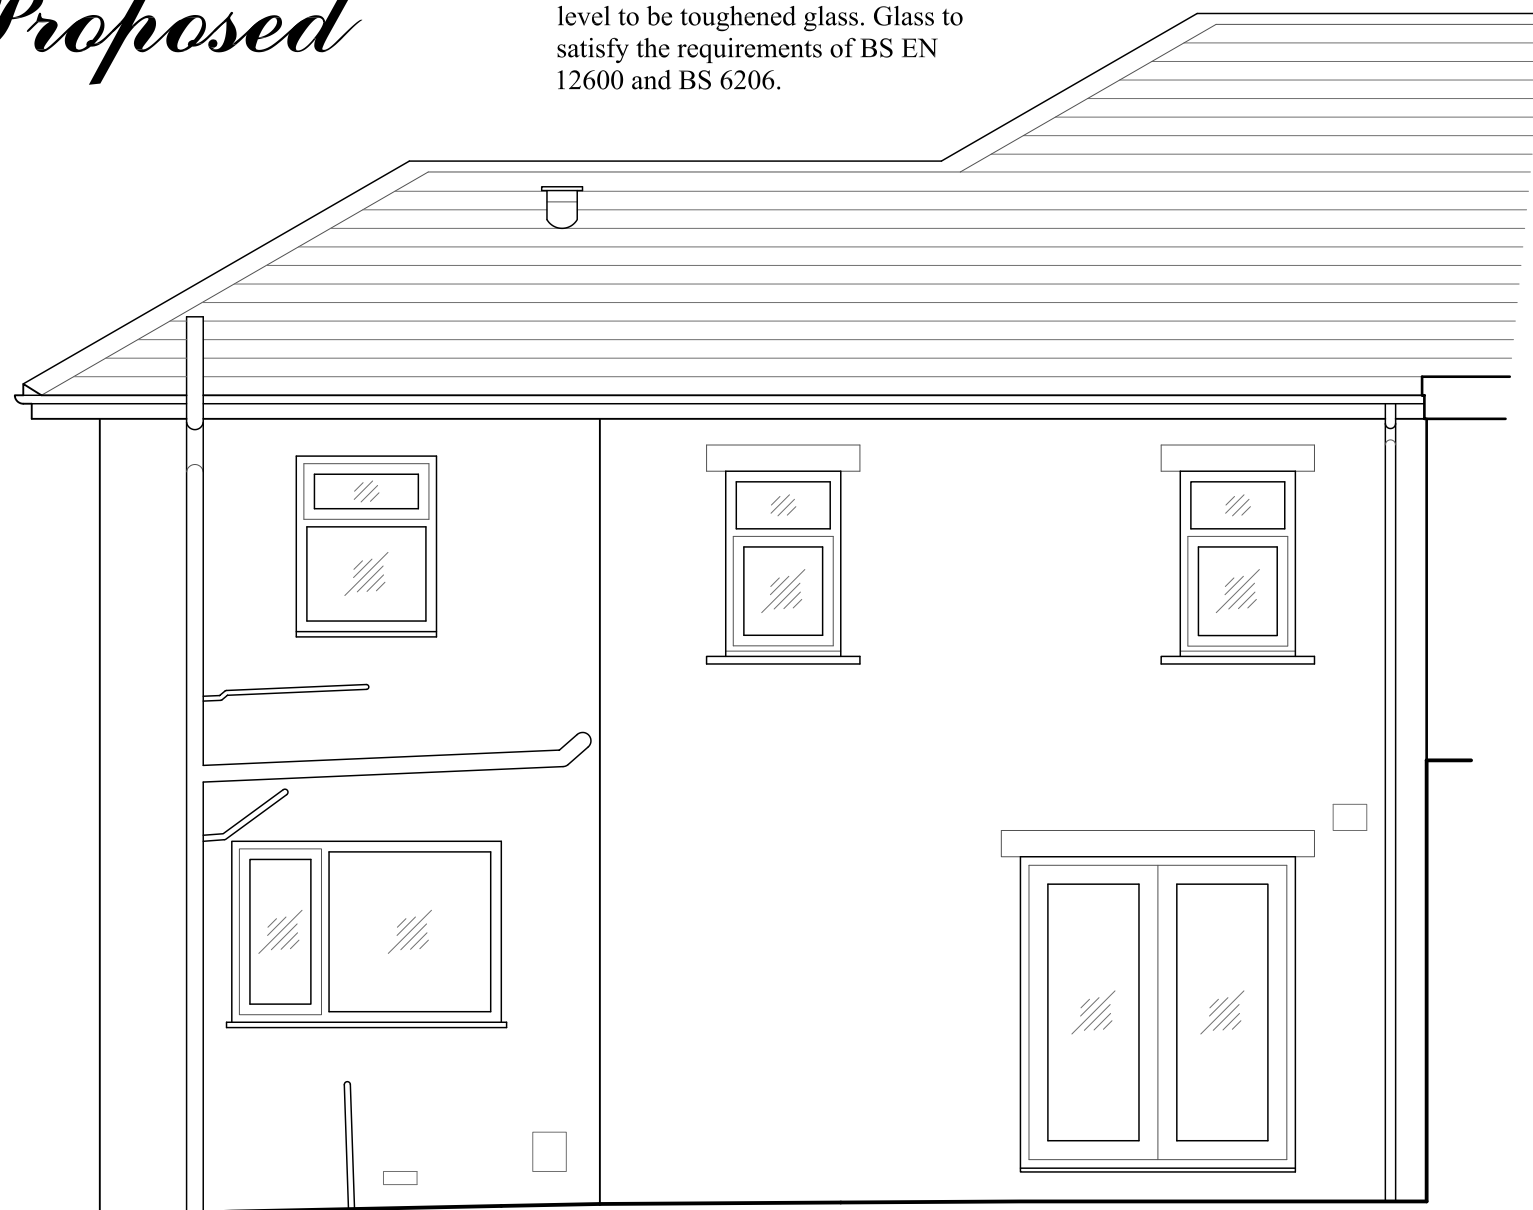 Proposed
level to be toughened glass. Glass to
satisfy the requirements of BS EN
12600 and BS 6206.